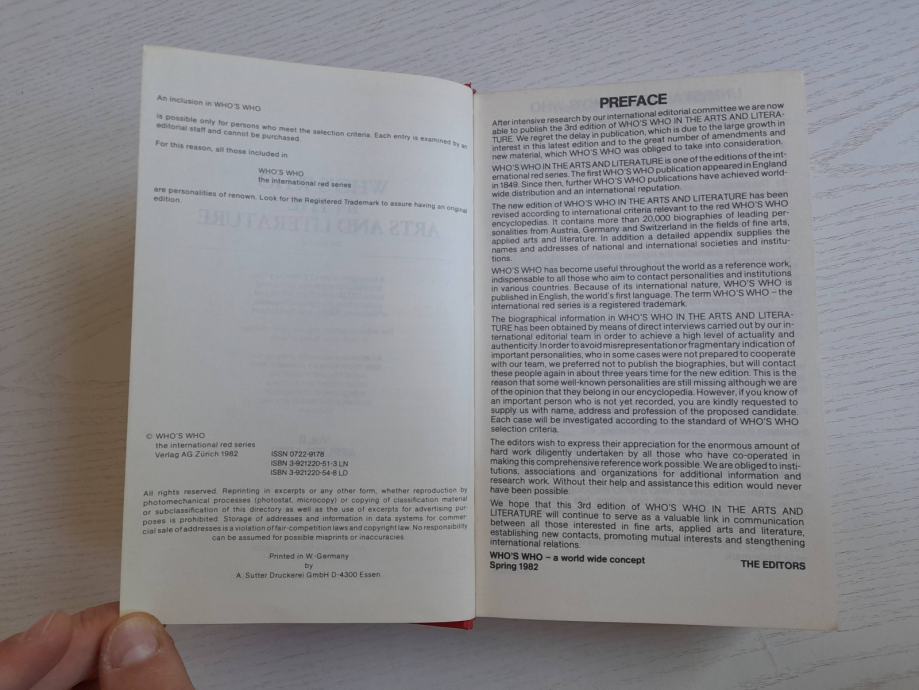 An inclusion in WHO'S WHO
is possible only for persons who meet the selection criteria. Each entry is examined by an
editorial staff and cannot be purchased.
For this reason, all those included in
WHO'S WHO
the international red series
are personalities of renown. Look for the Registered Trademark to assure having an original
edition.
© WHO'S WHO
the international red series
Verlag AG Zürich 1982
ISSN 0722-9178
ISBN 3-921220-51-3 LN
ISBN 3-921220-54-8 LD
All rights reserved. Reprinting in excerpts or any other form, whether reproduction by
photomechanical processes (photostat, microcopy) or copying of classification material
or subclassification of this directory as well as the use of excerpts for advertising pur-
poses is prohibited. Storage of addresses and information in data systems for commer
cial sale of addresses is a violation of fair-competition laws and copyright law. No responsibility
can be assumed for possible misprints or inaccuracies.
Printed in W.-Germany
by
A. Sutter Druckerei GmbH D-4300 Essen
PREFACE
After intensive research by our international editorial committee we are now
able to publish the 3rd edition of WHO'S WHO IN THE ARTS AND LITERA-
TURE. We regret the delay in publication, which is due to the large growth in
interest in this latest edition and to the great number of amendments and
new material, which WHO'S WHO was obliged to take into consideration.
WHO'S WHO IN THE ARTS AND LITERATURE is one of the editions of the int-
ernational red series. The first WHO'S WHO publication appeared in England
in 1849. Since then, further WHO'S WHO publications have achieved world-
wide distribution and an international reputation.
The new edition of WHO'S WHO IN THE ARTS AND LITERATURE has been
revised according to international criteria relevant to the red WHO'S WHO
encyclopedias. It contains more than 20,000 biographies of leading per-
sonalities from Austria, Germany and Switzerland in the fields of fine arts,
applied arts and literature. In addition a detailed appendix supplies the
names and addresses of national and international societies and institu-
tions.
WHO'S WHO has become useful throughout the world as a reference work,
indispensable to all those who aim to contact personalities and institutions
in various countries. Because of its international nature, WHO'S WHO is
published in English, the world's first language. The term WHO'S WHO – the
international red series is a registered trademark.
The biographical information in WHO'S WHO IN THE ARTS AND LITERA-
TURE has been obtained by means of direct interviews carried out by our in-
ternational editorial team in order to achieve a high level of actuality and
authenticity. In order to avoid misrepresentation or fragmentary indication of
important personalities, who in some cases were not prepared to cooperate
with our team, we preferred not to publish the biographies, but will contact
these people again in about three years time for the new edition. This is the
reason that some well-known personalities are still missing although we are
of the opinion that they belong in our encyclopedia. However, if you know of
an important person who is not yet recorded, you are kindly requested to
supply us with name, address and profession of the proposed candidate.
Each case will be investigated according to the standard of WHO'S WHO
selection criteria.
The editors wish to express their appreciation for the enormous amount of
hard work diligently undertaken by all those who have co-operated in
making this comprehensive reference work possible. We are obliged to insti-
tutions, associations and organizations for additional information and
research work. Without their help and assistance this edition would never
have been possible.
We hope that this 3rd edition of WHO'S WHO IN THE ARTS AND
LITERATURE will continue to serve as a valuable link in communication
between all those interested in fine arts, applied arts and literature,
establishing new contacts, promoting mutual interests and stengthening
international relations.
WHO'S WHO – a world wide concept
Spring 1982
THE EDITORS